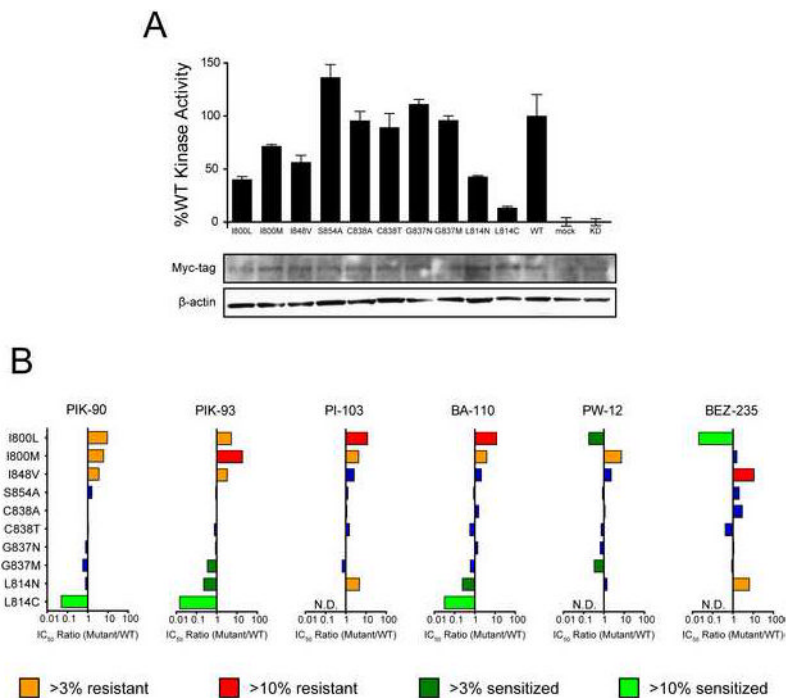 A
%WT Kinase Activity
150
100
50
0
I800L I800M I848V S854A C838A C838T G837N G837M L814N L814C WT mock KD
Myc-tag
β-actin
B
PIK-90 PIK-93 PI-103 BA-110 PW-12 BEZ-235
I800L
I800M
I848V
S854A
C838A
C838T
G837N
G837M
L814N
L814C
N.D. N.D. N.D.
0.01 0.1 1 10 100 0.01 0.1 1 10 100 0.01 0.1 1 10 100 0.01 0.1 1 10 100 0.01 0.1 1 10 100 0.01 0.1 1 10 100
IC50 Ratio (Mutant/WT) IC50 Ratio (Mutant/WT) IC50 Ratio (Mutant/WT) IC50 Ratio (Mutant/WT) IC50 Ratio (Mutant/WT) IC50 Ratio (Mutant/WT)
>3% resistant >10% resistant >3% sensitized >10% sensitized